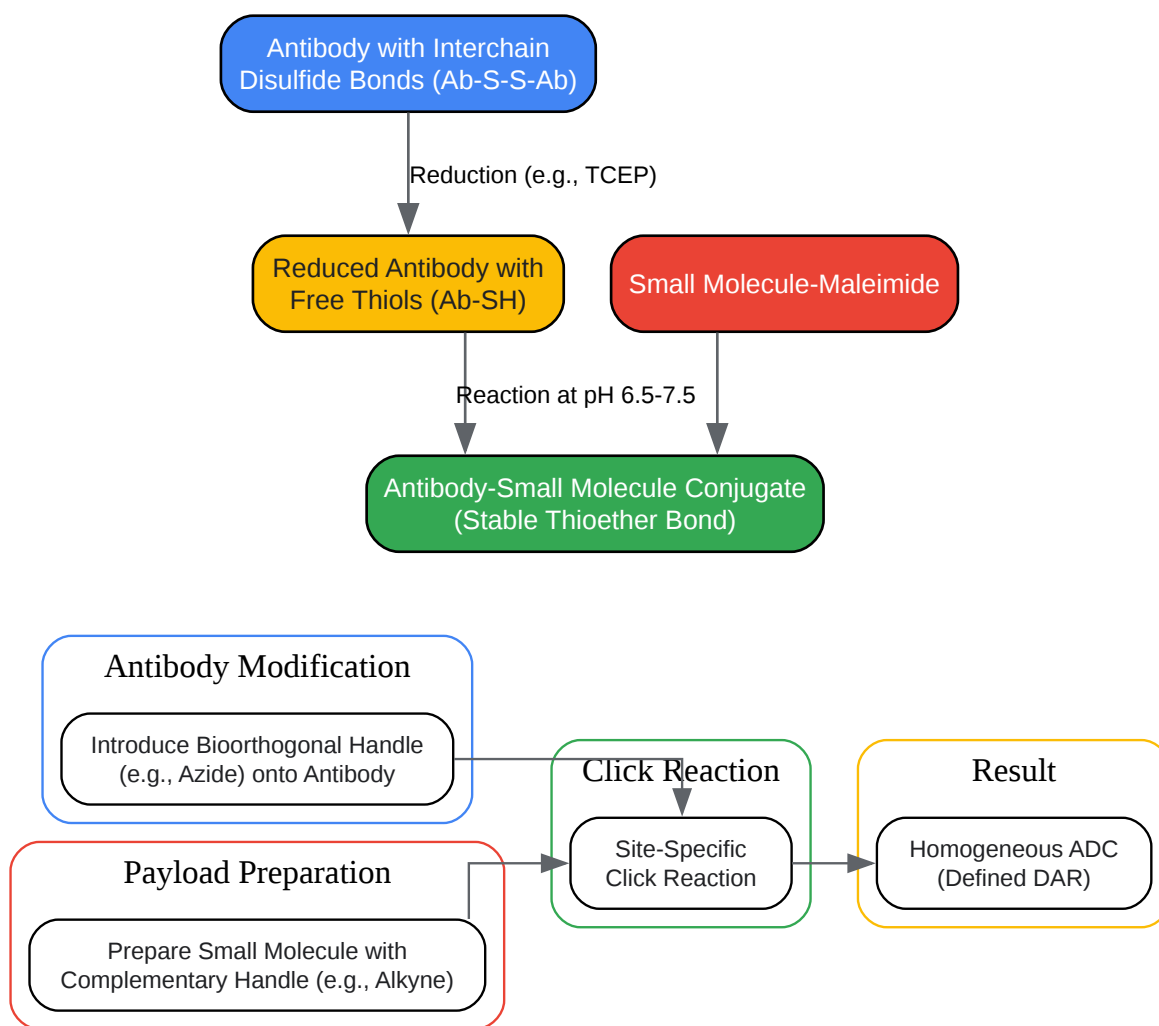 Antibody with Interchain
Disulfide Bonds (Ab-S-S-Ab)
Reduction (e.g., TCEP)
Reduced Antibody with
Free Thiols (Ab-SH)
Small Molecule-Maleimide
Reaction at pH 6.5-7.5
Antibody-Small Molecule Conjugate
(Stable Thioether Bond)
Antibody Modification
Introduce Bioorthogonal Handle
(e.g., Azide) onto Antibody
Payload Preparation
Prepare Small Molecule with
Complementary Handle (e.g., Alkyne)
Click Reaction
Site-Specific
Click Reaction
Result
Homogeneous ADC
(Defined DAR)